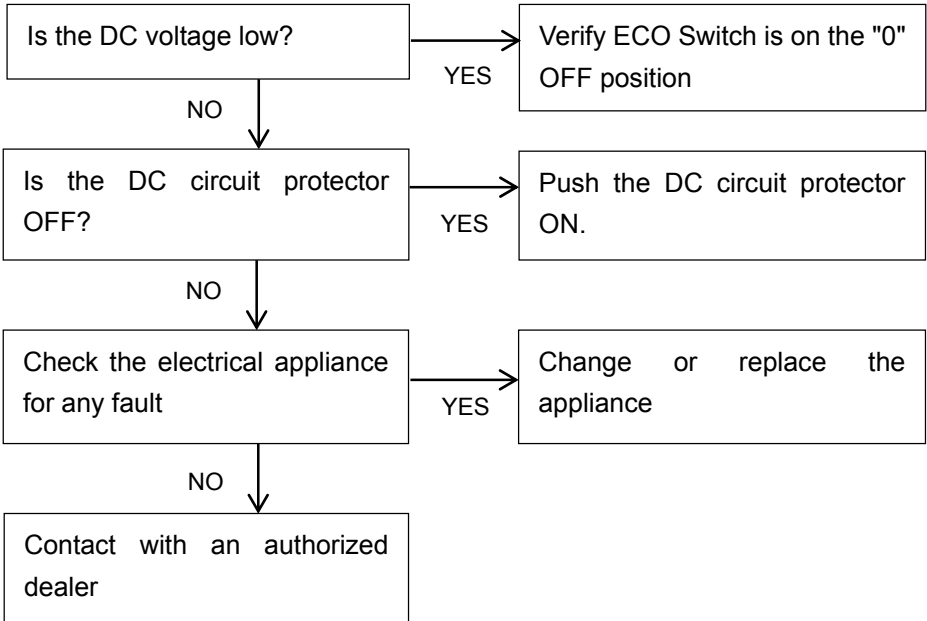 Is the DC voltage low?
YES
Verify ECO Switch is on the "0"
OFF position
NO
Is the DC circuit protector
OFF?
YES
Push the DC circuit protector
ON.
NO
Check the electrical appliance
for any fault
YES
Change or replace the
appliance
NO
Contact with an authorized
dealer